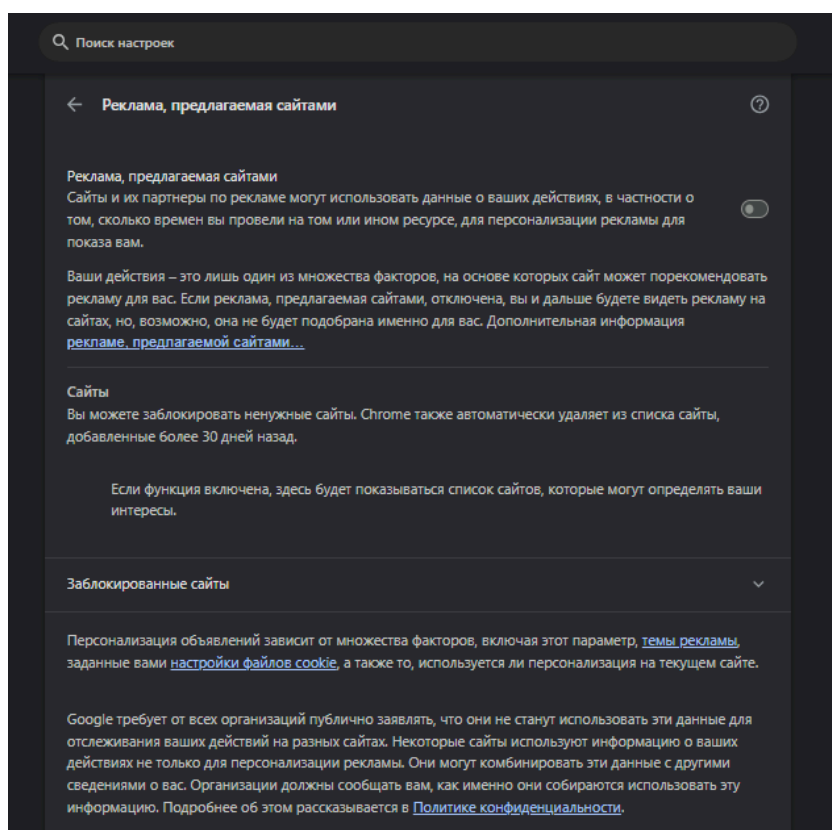 Поиск настроек
Реклама, предлагаемая сайтами
Реклама, предлагаемая сайтами
Сайты и их партнеры по рекламе могут использовать данные о ваших действиях, в частности о
том, сколько времен вы провели на том или ином ресурсе, для персонализации рекламы для
показа вам.
Ваши действия – это лишь один из множества факторов, на основе которых сайт может порекомендовать
рекламу для вас. Если реклама, предлагаемая сайтами, отключена, вы и дальше будете видеть рекламу на
сайтах, но, возможно, она не будет подобрана именно для вас. Дополнительная информация
рекламе, предлагаемой сайтами…
Сайты
Вы можете заблокировать ненужные сайты. Chrome также автоматически удаляет из списка сайты,
добавленные более 30 дней назад.
Если функция включена, здесь будет показываться список сайтов, которые могут определять ваши
интересы.
Заблокированные сайты
Персонализация объявлений зависит от множества факторов, включая этот параметр, темы рекламы,
заданные вами настройки файлов cookie, а также то, используется ли персонализация на текущем сайте.
Google требует от всех организаций публично заявлять, что они не станут использовать эти данные для
отслеживания ваших действий на разных сайтах. Некоторые сайты используют информацию о ваших
действиях не только для персонализации рекламы. Они могут комбинировать эти данные с другими
сведениями о вас. Организации должны сообщать вам, как именно они собираются использовать эту
информацию. Подробнее об этом рассказывается в Политике конфиденциальности.